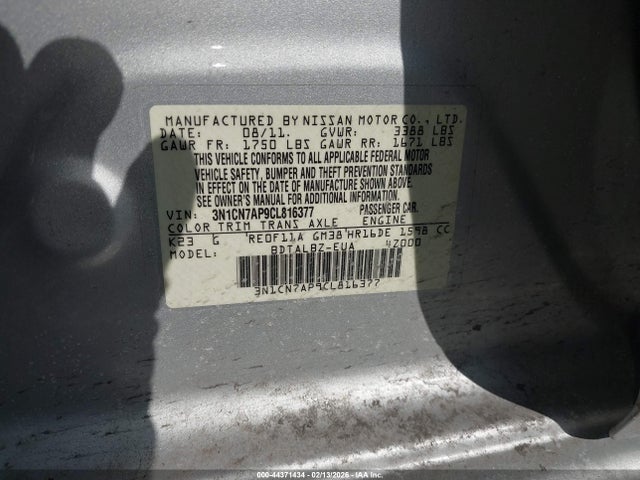 MANUFACTURED BY NISSAN MOTOR CO., LTD.
DATE: 08/11. GVWR: 3388 LBS
GAWR FR: 1750 LBS GAWR RR: 1671 LBS
THIS VEHICLE CONFORMS TO ALL APPLICABLE FEDERAL MOTOR
VEHICLE SAFETY, BUMPER AND THEFT PREVENTION STANDARDS
IN EFFECT ON THE DATE OF MANUFACTURE SHOWN ABOVE.
SEE OWNER'S MANUAL FOR ADDITIONAL INFORMATION.
VIN: 3N1CN7AP9CL816377 PASSENGER CAR.
COLOR TRIM TRANS AXLE ENGINE
K23 G RE0F11A GM38 HR16DE 1598 CC
MODEL: BDTALBZ-EUA 4Z000
3N1CN7AP9CL816377
000-44371434 - 02/13/2026 - IAA Inc.